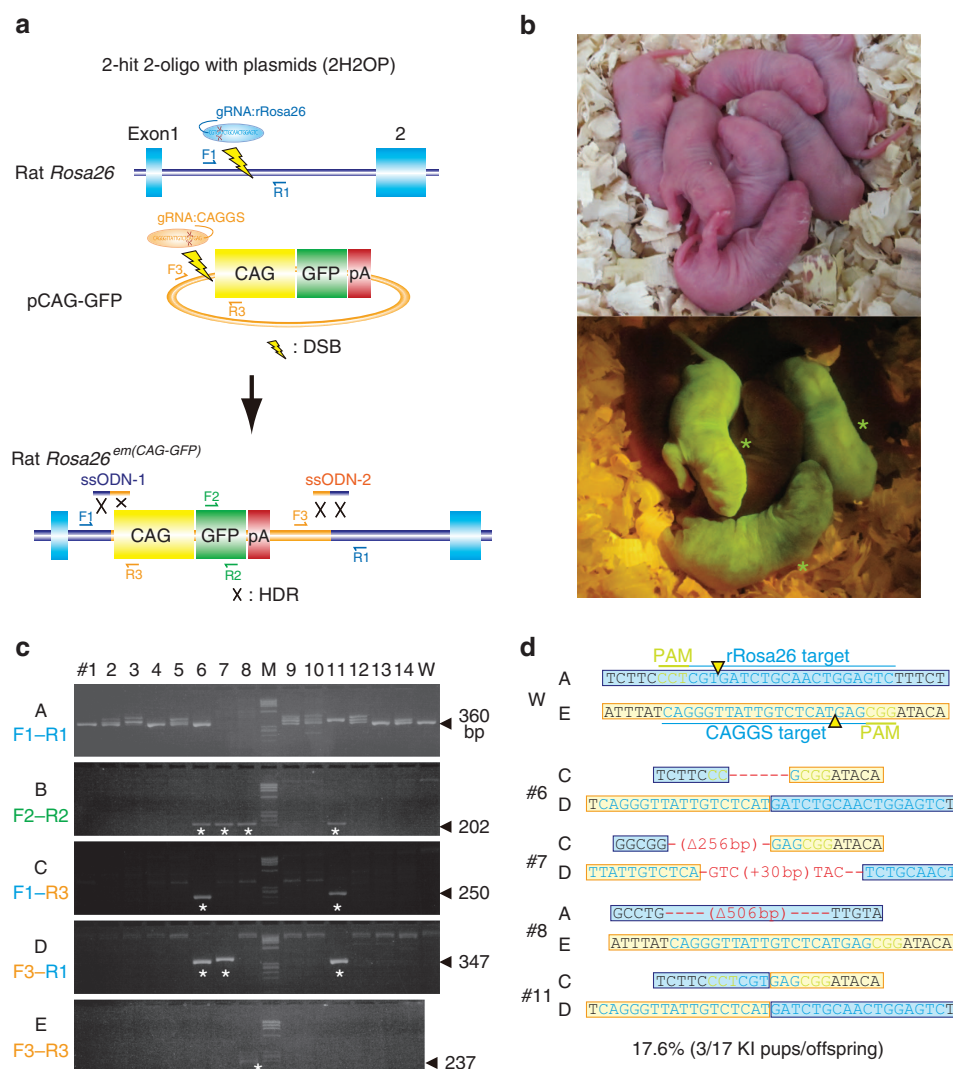 a
2-hit 2-oligo with plasmids (2H2OP)
gRNA:rRosa26
Exon1
2
F1
Rat Rosa26
R1
gRNA:CAGGS
F3
CAG
GFP
pA
R3
pCAG-GFP
: DSB
Rat Rosa26em(CAG-GFP)
ssODN-1
ssODN-2
F1
F2
F3
CAG
GFP
pA
R3
R2
R1
X : HDR
b
*
*
*
c
#1 2 3 4 5 6 7 8 M 9 10 11 12 13 14 W
A
F1–R1
360
bp
B
F2–R2
202
* * * *
C
F1–R3
250
* *
D
F3–R1
347
* * *
E
F3–R3
237
*
d
PAM rRosa26 target
W
A TCTTCCCTCGTGATCTGCAACTGGAGTCTTTCT
E ATTTATCAGGGTTATTGTCTCATGAGCGGATACA
CAGGS target PAM
#6
C TCTTCCC------GCGGATACA
D TCAGGGTTATTGTCTCATGATCTGCAACTGGAGTCT
#7
C GGCGG-(Δ256bp)-GAGCGGATACA
D TTATTGTCTCA-GTC(+30bp)TAC--TCTGCAACT
#8
A GCCTG----(Δ506bp)----TTGTA
E ATTTATCAGGGTTATTGTCTCATGAGCGGATACA
#11
C TCTTCCCTCGTGAGCGGATACA
D TCAGGGTTATTGTCTCATGATCTGCAACTGGAGTCT
17.6% (3/17 KI pups/offspring)